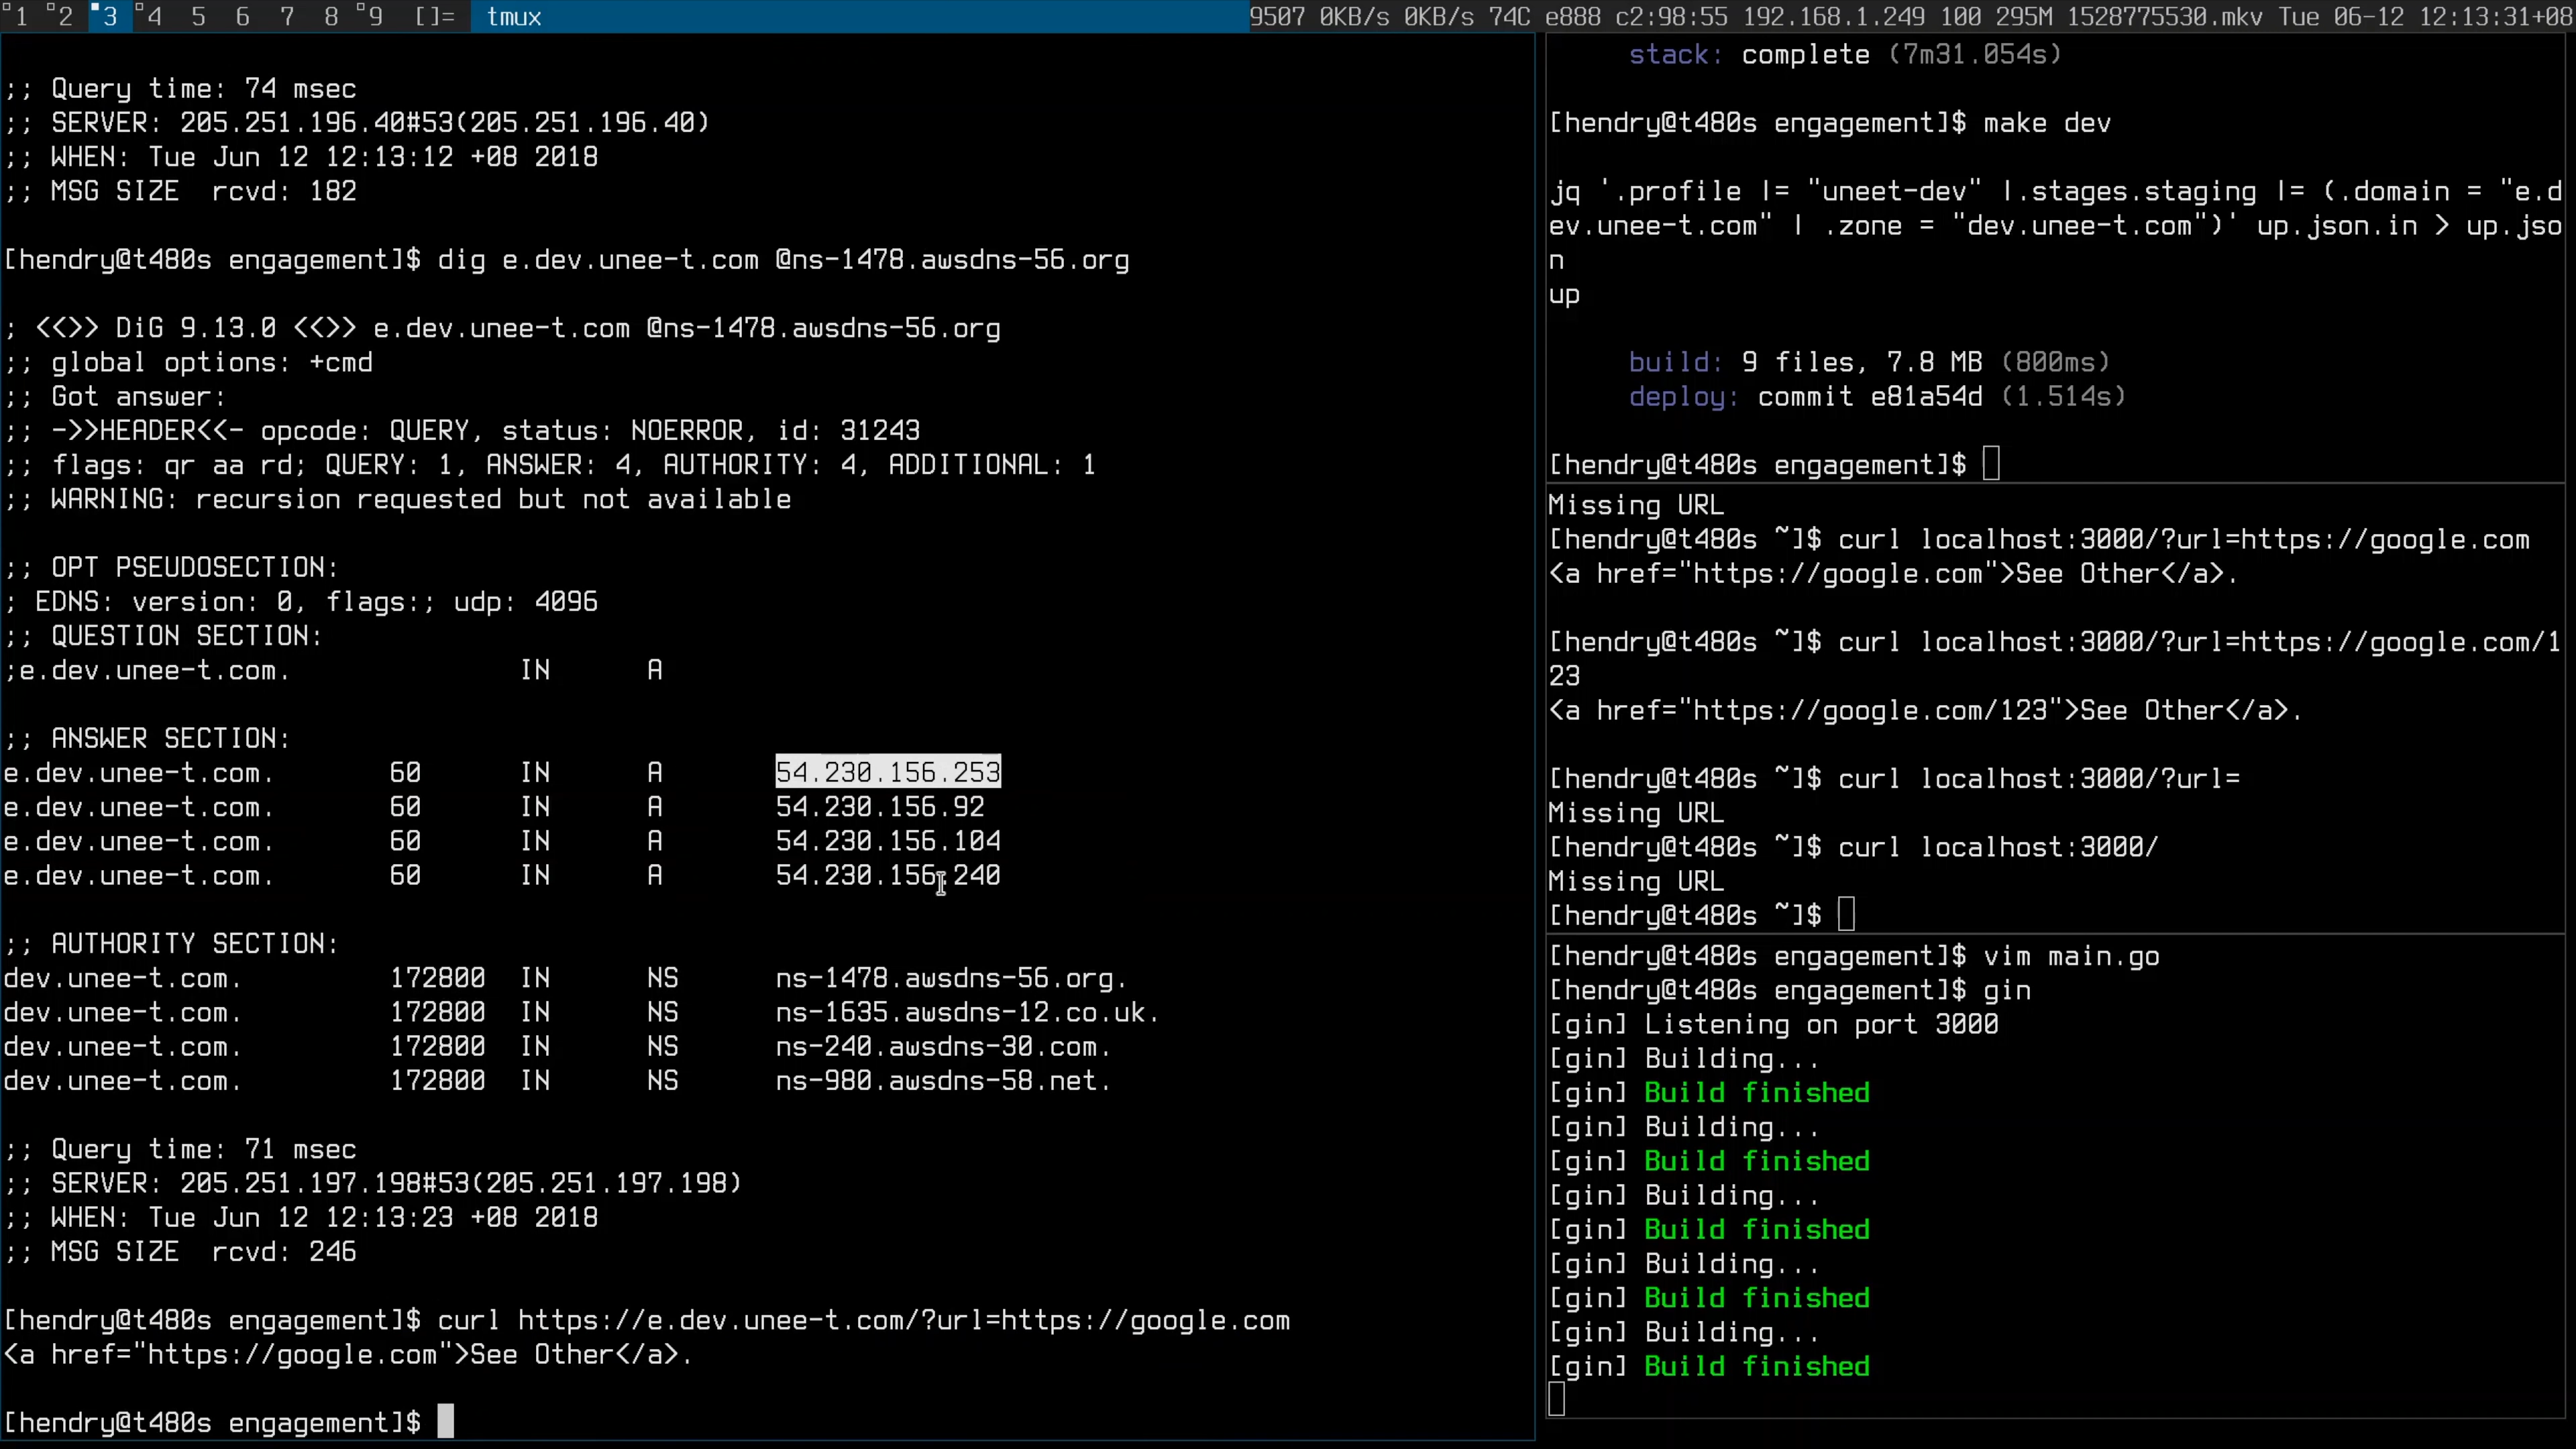 1 2 3 4 5 6 7 8 9 []= tmux 9507 0KB/s 0KB/s 74C e888 c2:98:55 192.168.1.249 100 295M 1528775530.mkv Tue 06-12 12:13:31+08
;; Query time: 74 msec
;; SERVER: 205.251.196.40#53(205.251.196.40)
;; WHEN: Tue Jun 12 12:13:12 +08 2018
;; MSG SIZE  rcvd: 182
[hendry@t480s engagement]$ dig e.dev.unee-t.com @ns-1478.awsdns-56.org
; <<>> DiG 9.13.0 <<>> e.dev.unee-t.com @ns-1478.awsdns-56.org
;; global options: +cmd
;; Got answer:
;; ->>HEADER<<- opcode: QUERY, status: NOERROR, id: 31243
;; flags: qr aa rd; QUERY: 1, ANSWER: 4, AUTHORITY: 4, ADDITIONAL: 1
;; WARNING: recursion requested but not available
;; OPT PSEUDOSECTION:
; EDNS: version: 0, flags:; udp: 4096
;; QUESTION SECTION:
;e.dev.unee-t.com. IN A
;; ANSWER SECTION:
e.dev.unee-t.com. 60 IN A 54.230.156.253
e.dev.unee-t.com. 60 IN A 54.230.156.92
e.dev.unee-t.com. 60 IN A 54.230.156.104
e.dev.unee-t.com. 60 IN A 54.230.156.240
;; AUTHORITY SECTION:
dev.unee-t.com. 172800 IN NS ns-1478.awsdns-56.org.
dev.unee-t.com. 172800 IN NS ns-1635.awsdns-12.co.uk.
dev.unee-t.com. 172800 IN NS ns-240.awsdns-30.com.
dev.unee-t.com. 172800 IN NS ns-980.awsdns-58.net.
;; Query time: 71 msec
;; SERVER: 205.251.197.198#53(205.251.197.198)
;; WHEN: Tue Jun 12 12:13:23 +08 2018
;; MSG SIZE  rcvd: 246
[hendry@t480s engagement]$ curl https://e.dev.unee-t.com/?url=https://google.com
<a href="https://google.com">See Other</a>.
[hendry@t480s engagement]$
stack: complete (7m31.054s)
[hendry@t480s engagement]$ make dev
jq '.profile |= "uneet-dev" |.stages.staging |= (.domain = "e.d
ev.unee-t.com" | .zone = "dev.unee-t.com")' up.json.in > up.jso
n
up
build: 9 files, 7.8 MB (800ms)
deploy: commit e81a54d (1.514s)
[hendry@t480s engagement]$
Missing URL
[hendry@t480s ~]$ curl localhost:3000/?url=https://google.com
<a href="https://google.com">See Other</a>.
[hendry@t480s ~]$ curl localhost:3000/?url=https://google.com/1
23
<a href="https://google.com/123">See Other</a>.
[hendry@t480s ~]$ curl localhost:3000/?url=
Missing URL
[hendry@t480s ~]$ curl localhost:3000/
Missing URL
[hendry@t480s ~]$
[hendry@t480s engagement]$ vim main.go
[hendry@t480s engagement]$ gin
[gin] Listening on port 3000
[gin] Building...
[gin] Build finished
[gin] Building...
[gin] Build finished
[gin] Building...
[gin] Build finished
[gin] Building...
[gin] Build finished
[gin] Building...
[gin] Build finished